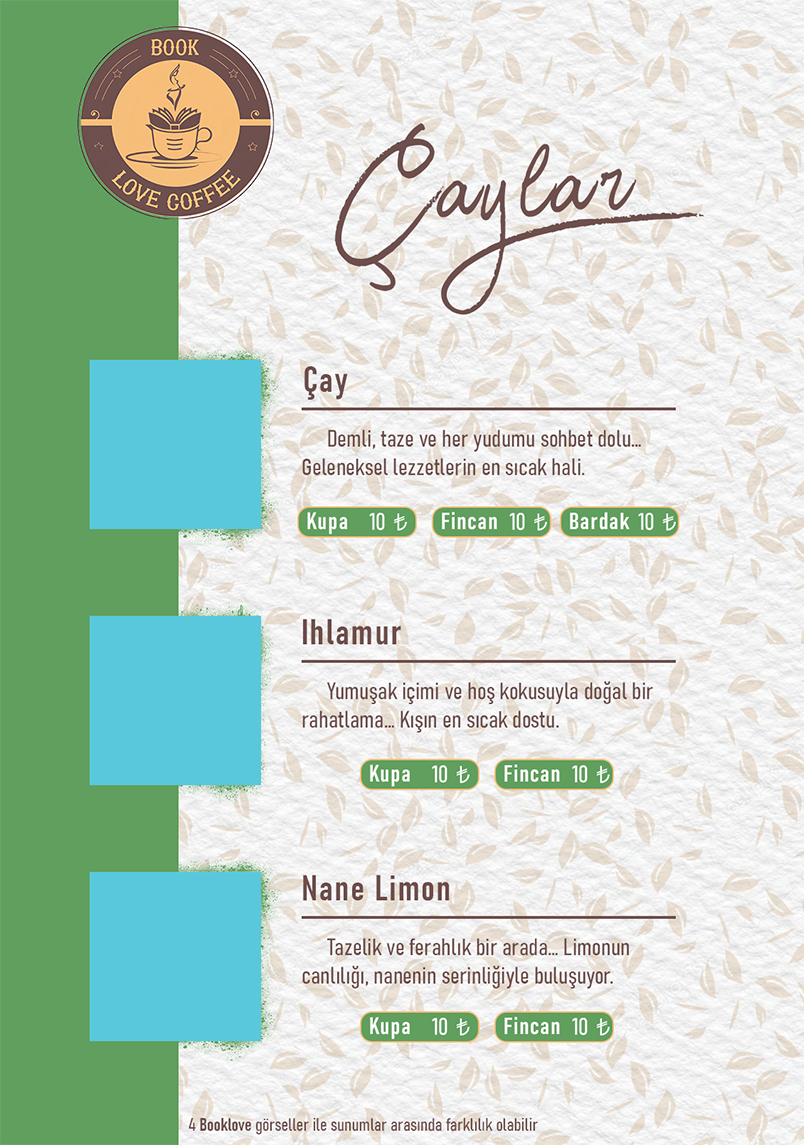 BOOK
LOVE COFFEE
Çaylar
Çay
Demli, taze ve her yudumu sohbet dolu...
Geleneksel lezzetlerin en sıcak hali.
Kupa 10 ₺ Fincan 10 ₺ Bardak 10 ₺
Ihlamur
Yumuşak içimi ve hoş kokusuyla doğal bir
rahatlama... Kışın en sıcak dostu.
Kupa 10 ₺ Fincan 10 ₺
Nane Limon
Tazelik ve ferahlık bir arada... Limonun
canlılığı, nanenin serinliğiyle buluşuyor.
Kupa 10 ₺ Fincan 10 ₺
4 Booklove görseller ile sunumlar arasında farklılık olabilir